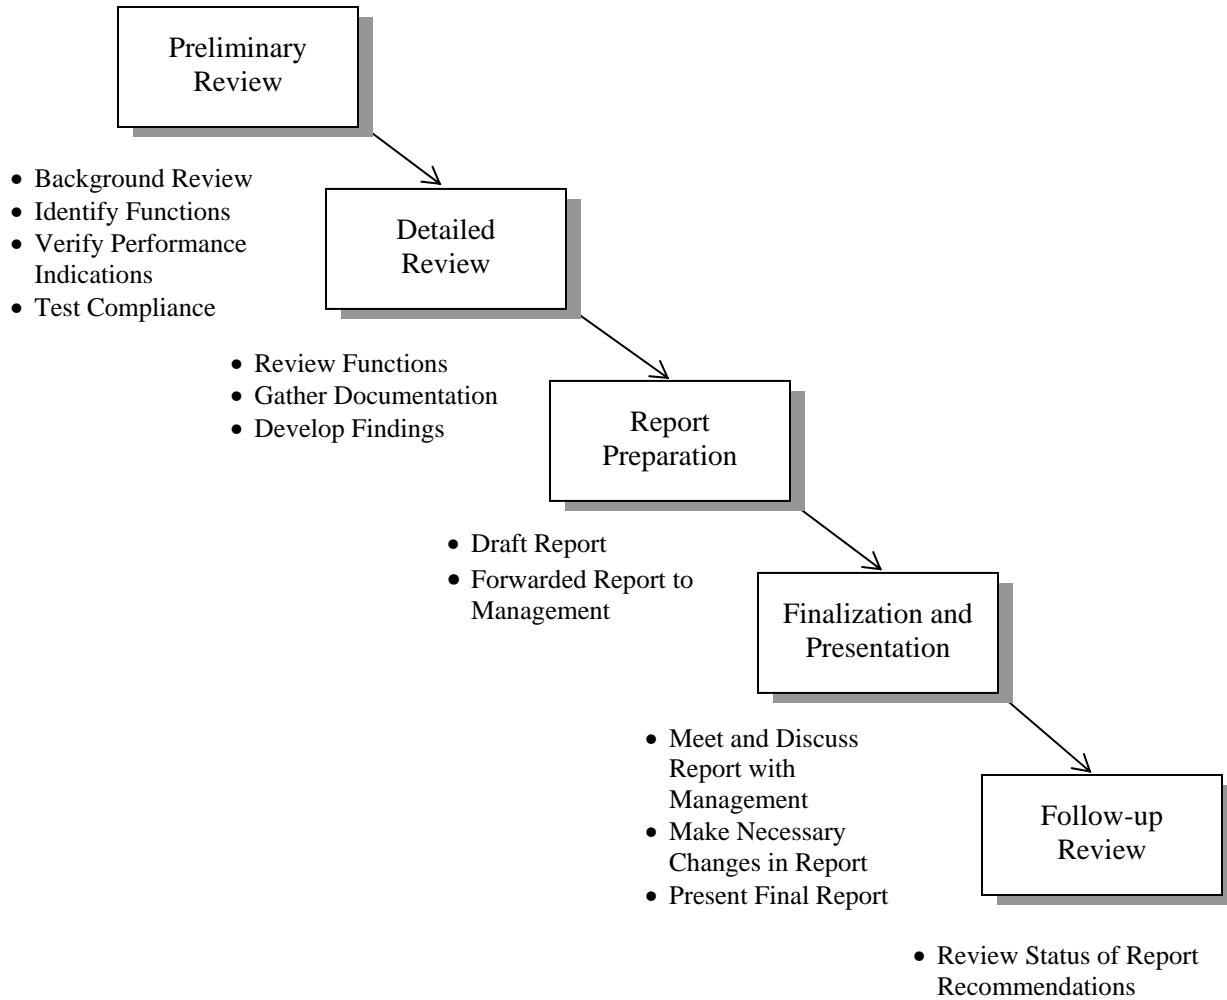 Preliminary
Review
• Background Review
• Identify Functions
• Verify Performance
Indications
• Test Compliance
Detailed
Review
• Review Functions
• Gather Documentation
• Develop Findings
Report
Preparation
• Draft Report
• Forwarded Report to
Management
Finalization and
Presentation
• Meet and Discuss
Report with
Management
• Make Necessary
Changes in Report
• Present Final Report
Follow-up
Review
• Review Status of Report
Recommendations